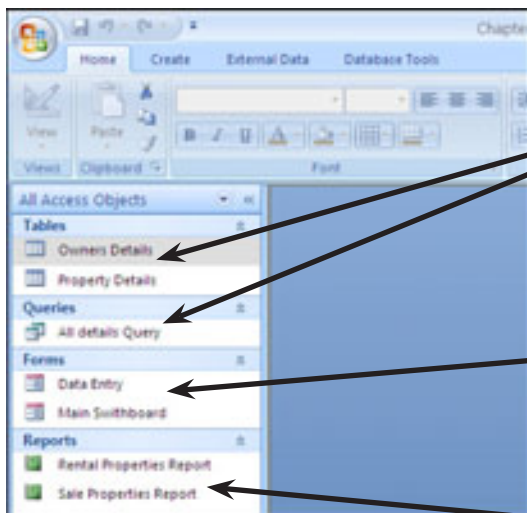 Chapte
Home Create External Data Database Tools
View Paste
B I U A
Views Clipboard Font
All Access Objects
Tables
Owners Details
Property Details
Queries
All details Query
Forms
Data Entry
Main Swithboard
Reports
Rental Properties Report
Sale Properties Report